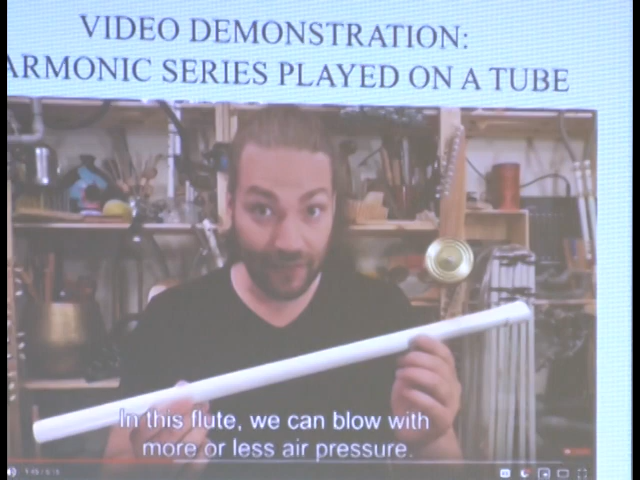 VIDEO DEMONSTRATION:
ARMONIC SERIES PLAYED ON A TUBE
In this flute, we can blow with
more or less air pressure.